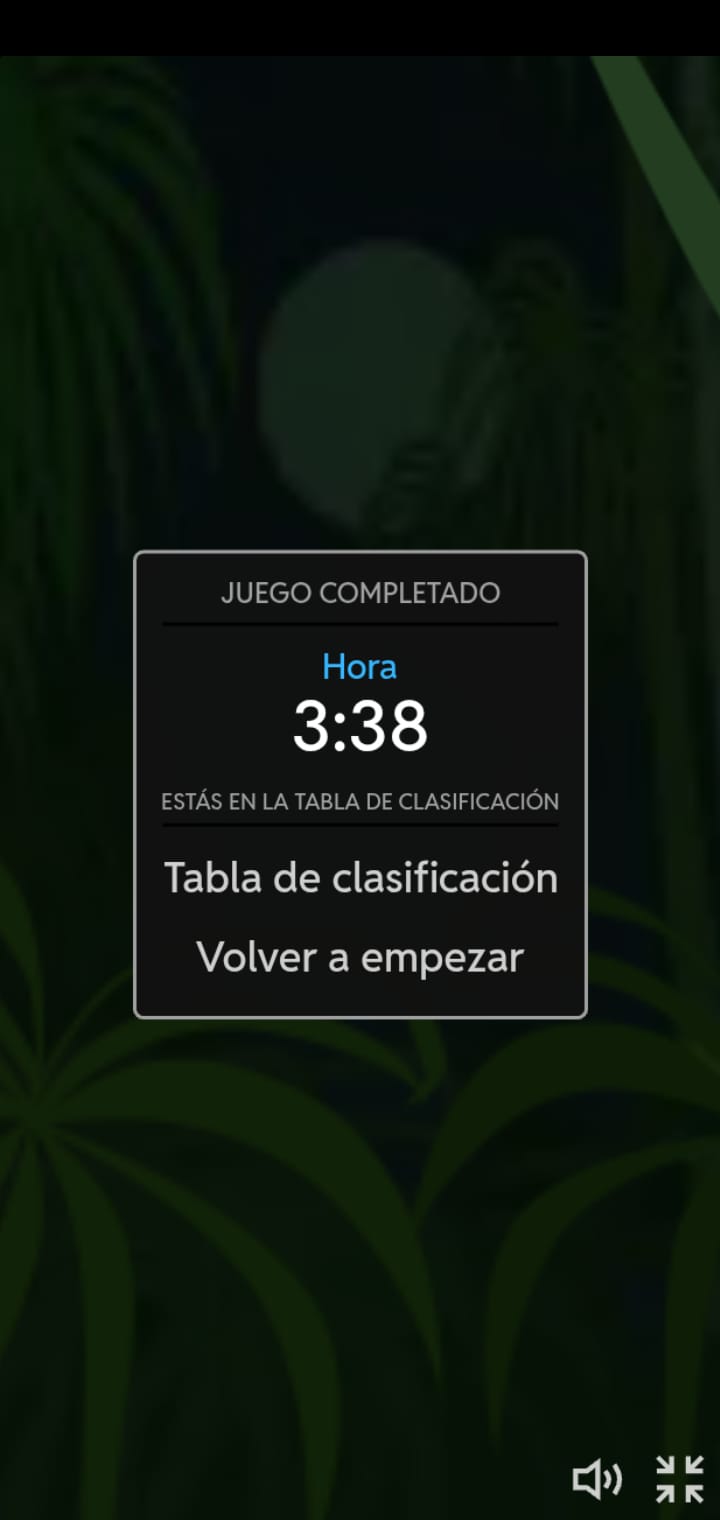 JUEGO COMPLETADO
Hora
3:38
ESTÁS EN LA TABLA DE CLASIFICACIÓN
Tabla de clasificación
Volver a empezar